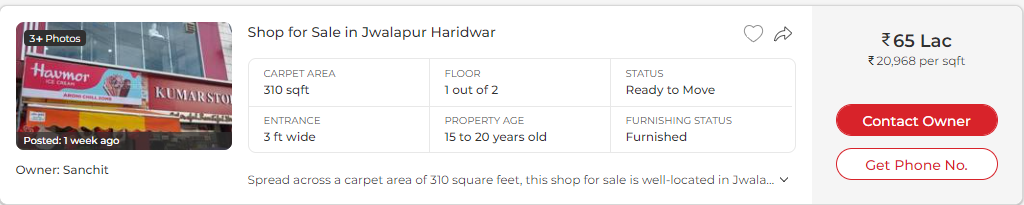 3+ Photos
Havmor
ICE CREAM
KUMAR STO
Posted: 1 week ago
Owner: Sanchit
Shop for Sale in Jwalapur Haridwar
CARPET AREA
310 sqft
FLOOR
1 out of 2
STATUS
Ready to Move
ENTRANCE
3 ft wide
PROPERTY AGE
15 to 20 years old
FURNISHING STATUS
Furnished
Spread across a carpet area of 310 square feet, this shop for sale is well-located in Jwala...
₹65 Lac
₹20,968 per sqft
Contact Owner
Get Phone No.